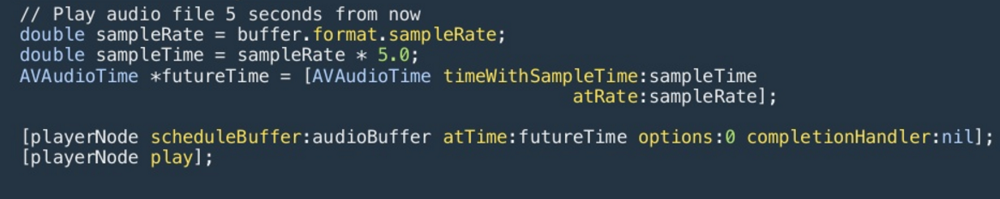 // Play audio file 5 seconds from now
double sampleRate = buffer.format.sampleRate;
double sampleTime = sampleRate * 5.0;
AVAudioTime *futureTime = [AVAudioTime timeWithSampleTime:sampleTime
atRate:sampleRate];
[playerNode scheduleBuffer:audioBuffer atTime:futureTime options:0 completionHandler:nil];
[playerNode play];